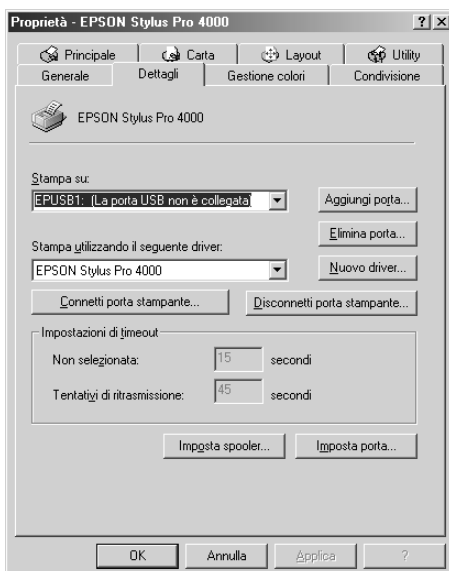 Proprietà - EPSON Stylus Pro 4000
Principale Carta Layout Utility
Generale Dettagli Gestione colori Condivisione
EPSON Stylus Pro 4000
Stampa su:
EPUSB1: (La porta USB non è collegata) Aggiungi porta...
Elimina porta...
Stampa utilizzando il seguente driver:
EPSON Stylus Pro 4000 Nuovo driver...
Connetti porta stampante... Disconnetti porta stampante...
Impostazioni di timeout
Non selezionata: 15 secondi
Tentativi di ritrasmissione: 45 secondi
Imposta spooler... Imposta porta...
OK Annulla Applica ?